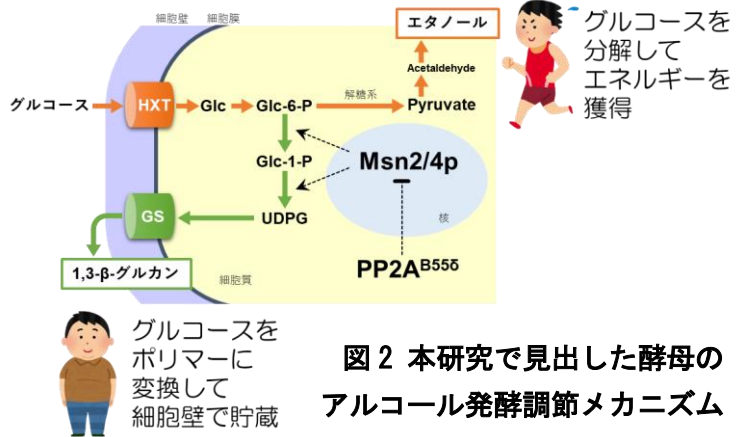 細胞壁 細胞膜
エタノール
グルコースを
分解して
エネルギーを
獲得
Acetaldehyde
グルコース HXT Glc Glc-6-P 解糖系 Pyruvate
Glc-1-P
Msn2/4p
GS UDPG
核
1,3-β-グルカン
細胞質
PP2AB55δ
グルコースを
ポリマーに
変換して
細胞壁で貯蔵
図2 本研究で見出した酵母の
アルコール発酵調節メカニズム